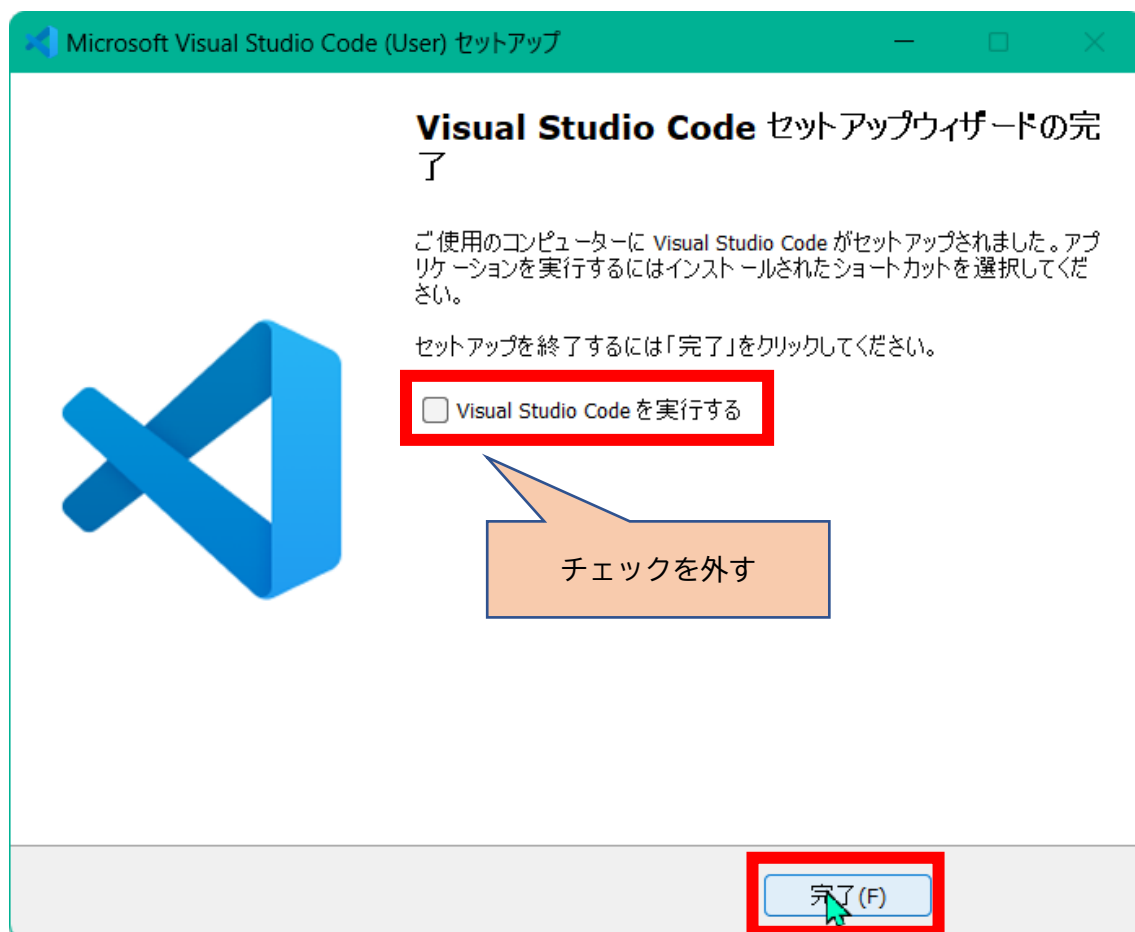 Microsoft Visual Studio Code (User) セットアップ
Visual Studio Code セットアップウィザードの完
了
ご使用のコンピューターに Visual Studio Code がセットアップされました。アプ
リケーションを実行するにはインストールされたショートカットを選択してくだ
さい。
セットアップを終了するには「完了」をクリックしてください。
Visual Studio Code を実行する
チェックを外す
完了(F)